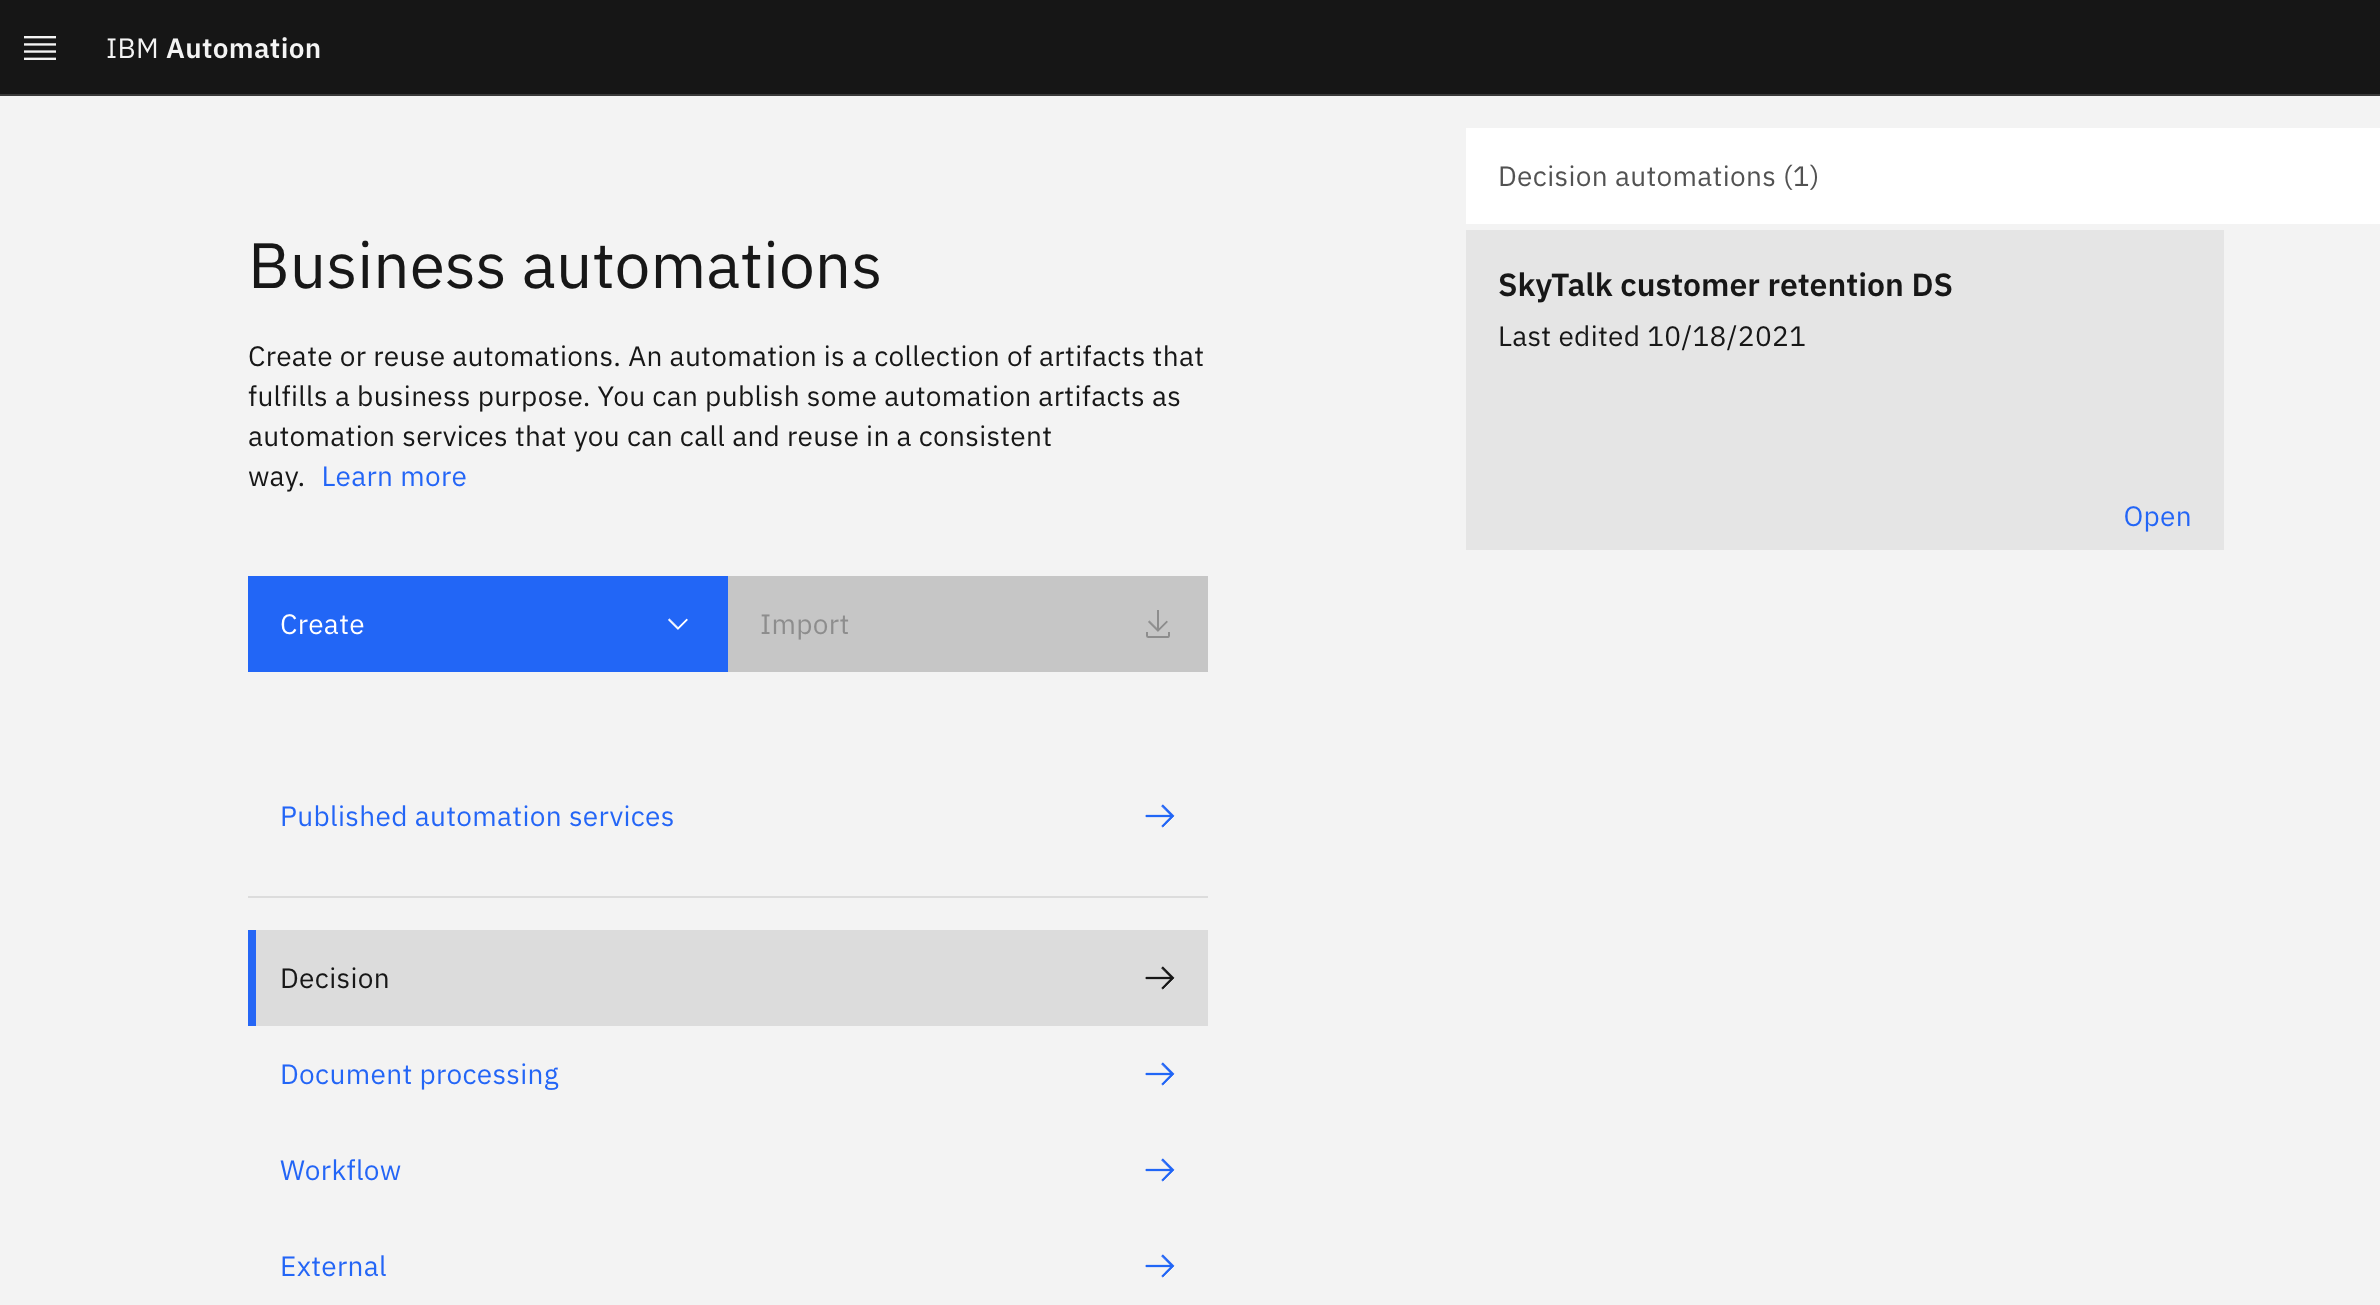 IBM Automation
Business automations
Create or reuse automations. An automation is a collection of artifacts that
fulfills a business purpose. You can publish some automation artifacts as
automation services that you can call and reuse in a consistent
way. Learn more
Create
Import
Published automation services
Decision
Document processing
Workflow
External
Decision automations (1)
SkyTalk customer retention DS
Last edited 10/18/2021
Open